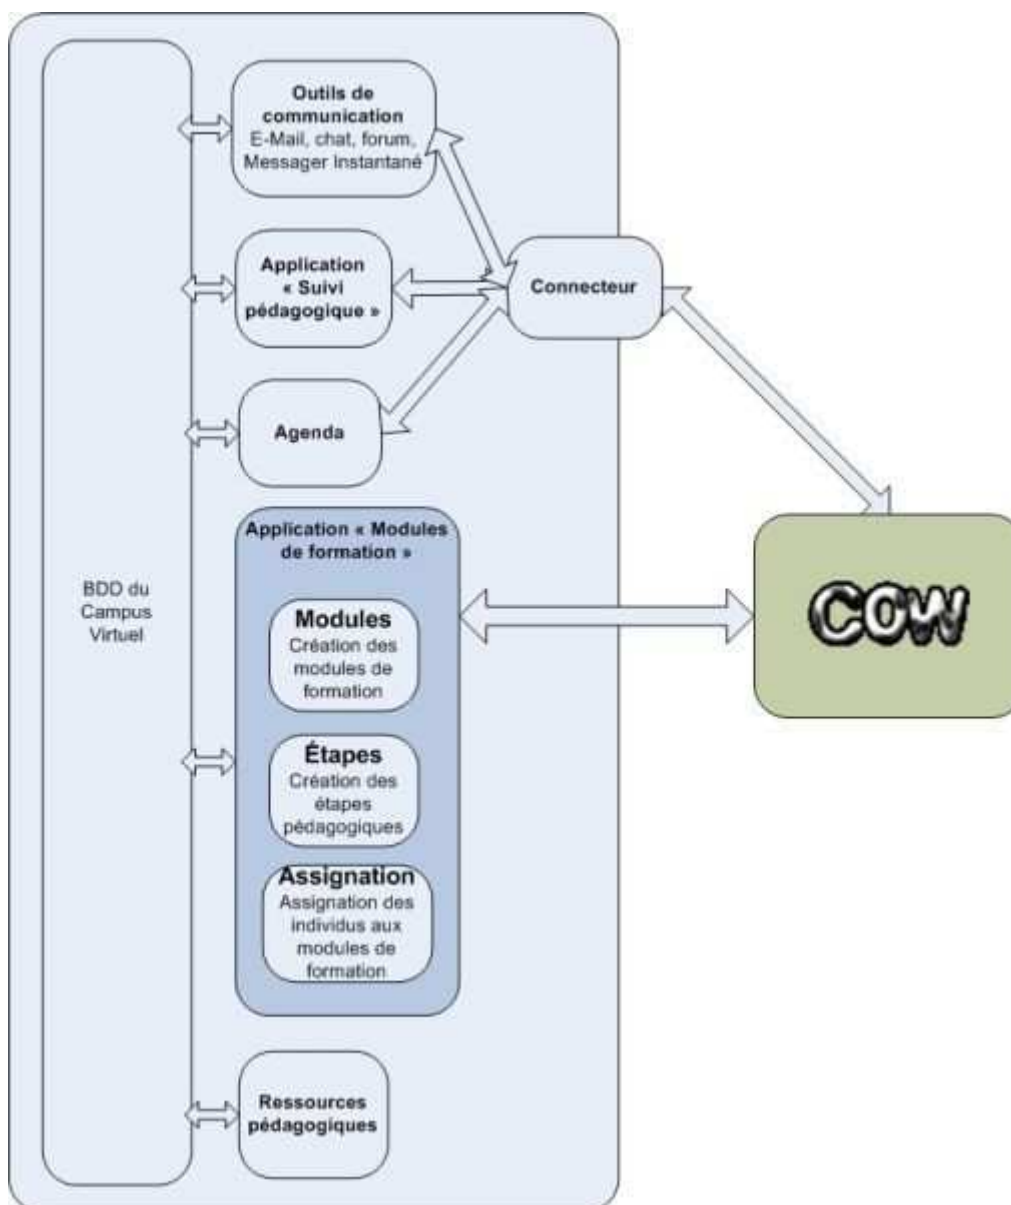 Outils de
communication
E-Mail, chat, forum,
Messager Instantané
Application
« Suivi
pédagogique »
Connecteur
Agenda
Application « Modules
de formation »
BDD du
Campus
Virtuel
Modules
Création des
modules de
formation
COW
Étapes
Création des
étapes
pédagogiques
Assignation
Assignation des
individus aux
modules de
formation
Ressources
pédagogiques